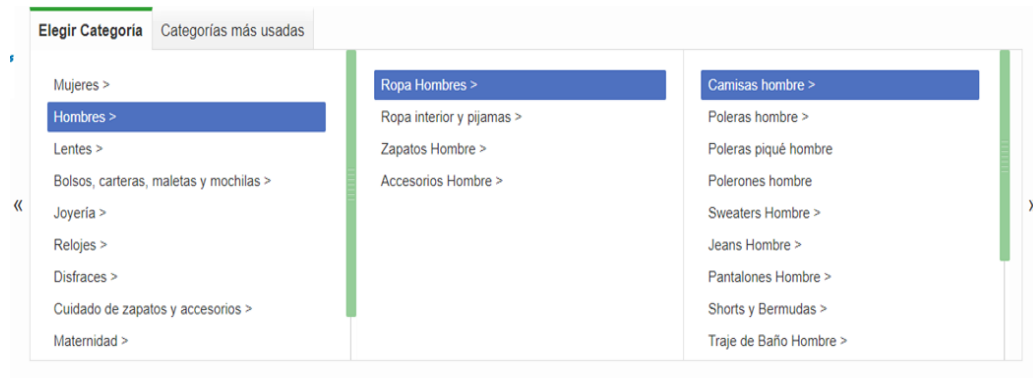 Elegir Categoría
Categorías más usadas
Mujeres >
Hombres >
Lentes >
Bolsos, carteras, maletas y mochilas >
Joyería >
Relojes >
Disfraces >
Cuidado de zapatos y accesorios >
Maternidad >
Ropa Hombres >
Ropa interior y pijamas >
Zapatos Hombre >
Accesorios Hombre >
Camisas hombre >
Poleras hombre >
Poleras piqué hombre
Polerones hombre
Sweaters Hombre >
Jeans Hombre >
Pantalones Hombre >
Shorts y Bermudas >
Traje de Baño Hombre >
«